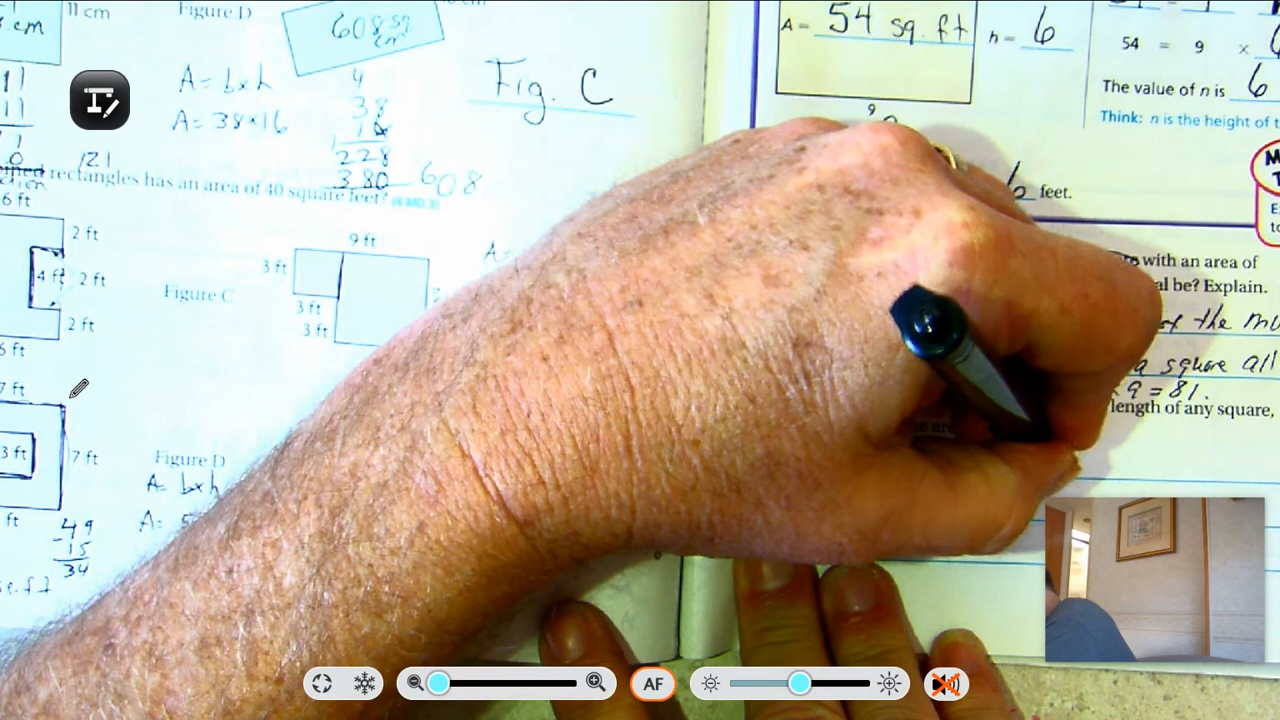 11 cm
Figure D
cm
608 sq cm
A = b x h
A = 38 x 16
4
38
16
228
380
608
121
Fig. C
rectangles has an area of 40 square feet?
6 ft
2 ft
4 ft
2 ft
2 ft
Figure C
9 ft
3 ft
3 ft
3 ft
A=
7 ft
3 ft
7 ft
ft
Figure D
A= bxh
A:
49
-15
34
A = 54 sq. ft
9
n = 6
54 = 9 x
The value of n is 6
Think: n is the height of t
feet.
with an area of
al be? Explain.
of the mu
a square all
9 = 81.
length of any square,
AF